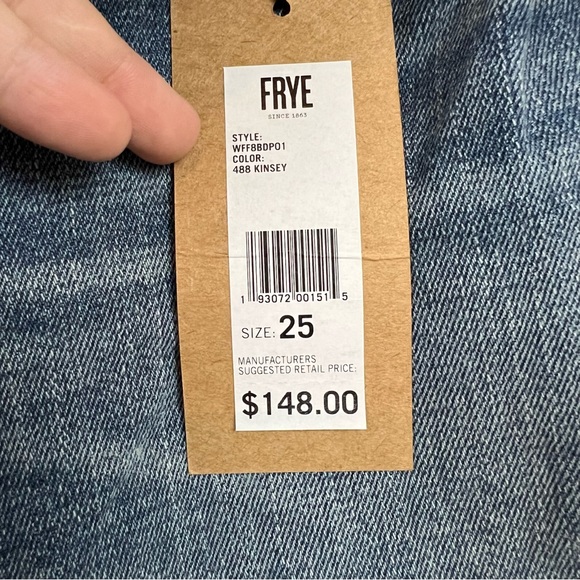 FRYE
SINCE 1863
STYLE:
WFF8BDP01
COLOR:
488 KINSEY
1 93072 00151 5
SIZE: 25
MANUFACTURERS
SUGGESTED RETAIL PRICE:
$148.00